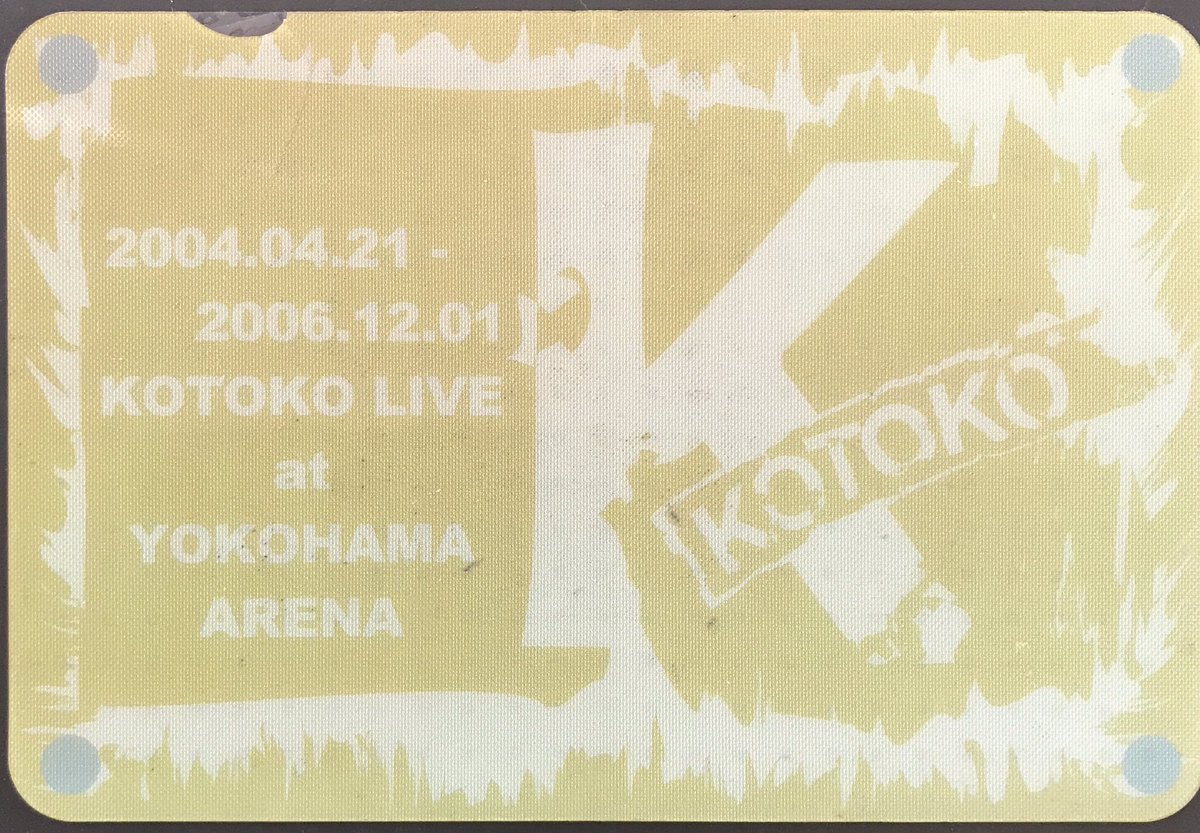 2004.04.21 -
2006.12.01
KOTOKO LIVE
at
YOKOHAMA
ARENA
K
KOTOKO